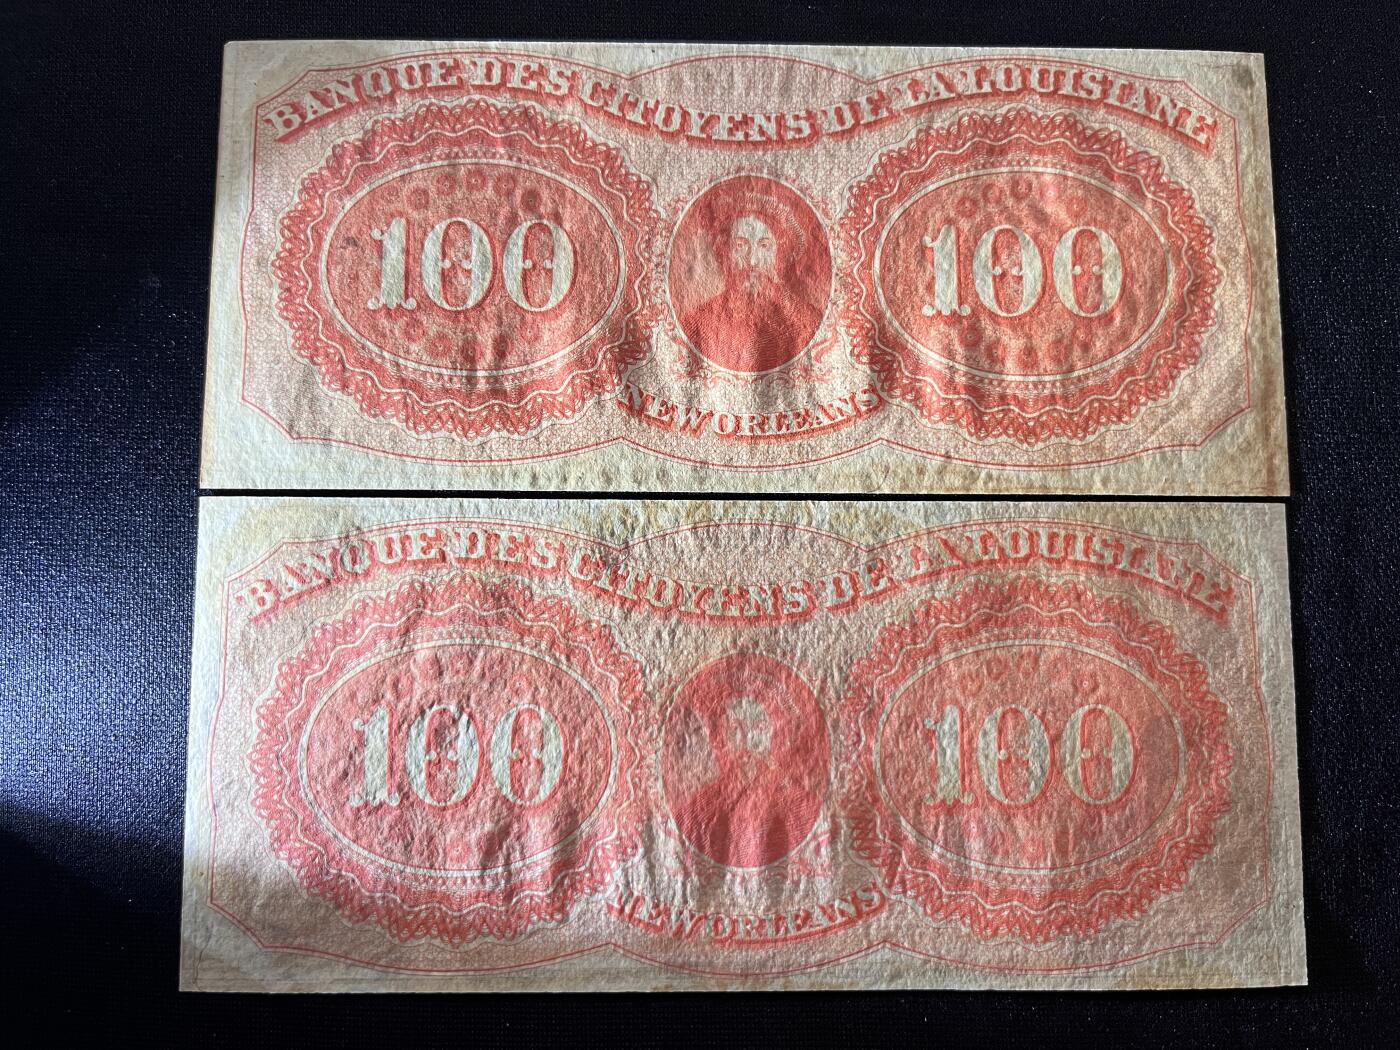 BANQUE DES CITOYENS DE LA LOUISIANE
100 100
NEW ORLEANS
BANQUE DES CITOYENS DE LA LOUISIANE
100 100
NEW ORLEANS